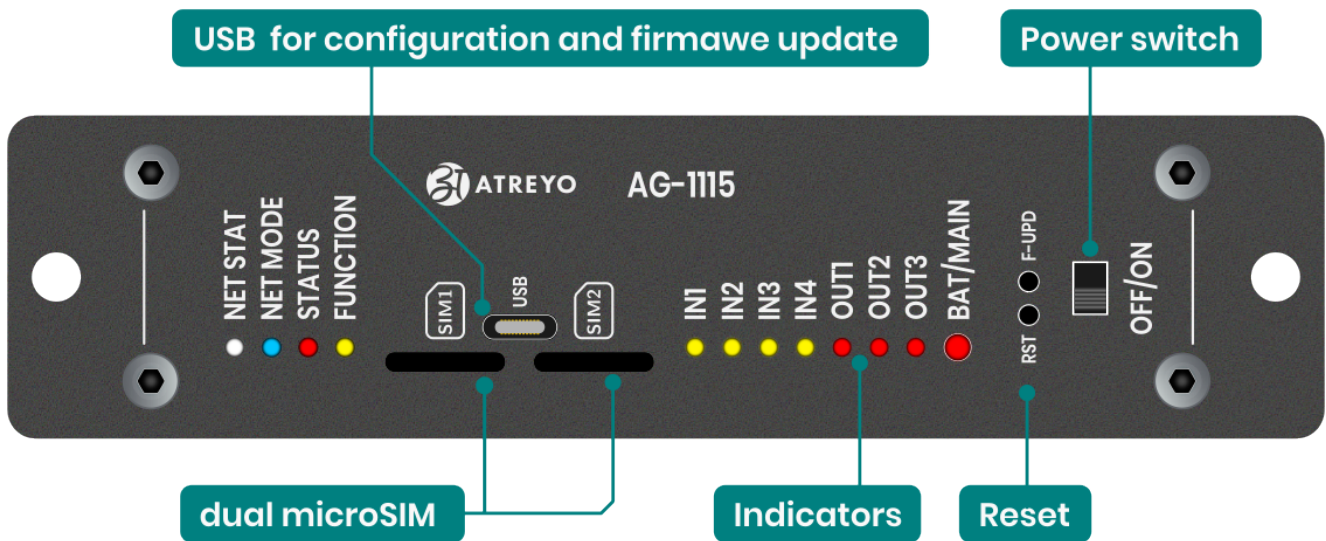 USB for configuration and firmawe update
Power switch
ATREYO
AG-1115
NET STAT
NET MODE
STATUS
FUNCTION
SIM1
USB
SIM2
IN1
IN2
IN3
IN4
OUT1
OUT2
OUT3
BAT/MAIN
RST
F-UPD
OFF/ON
dual microSIM
Indicators
Reset